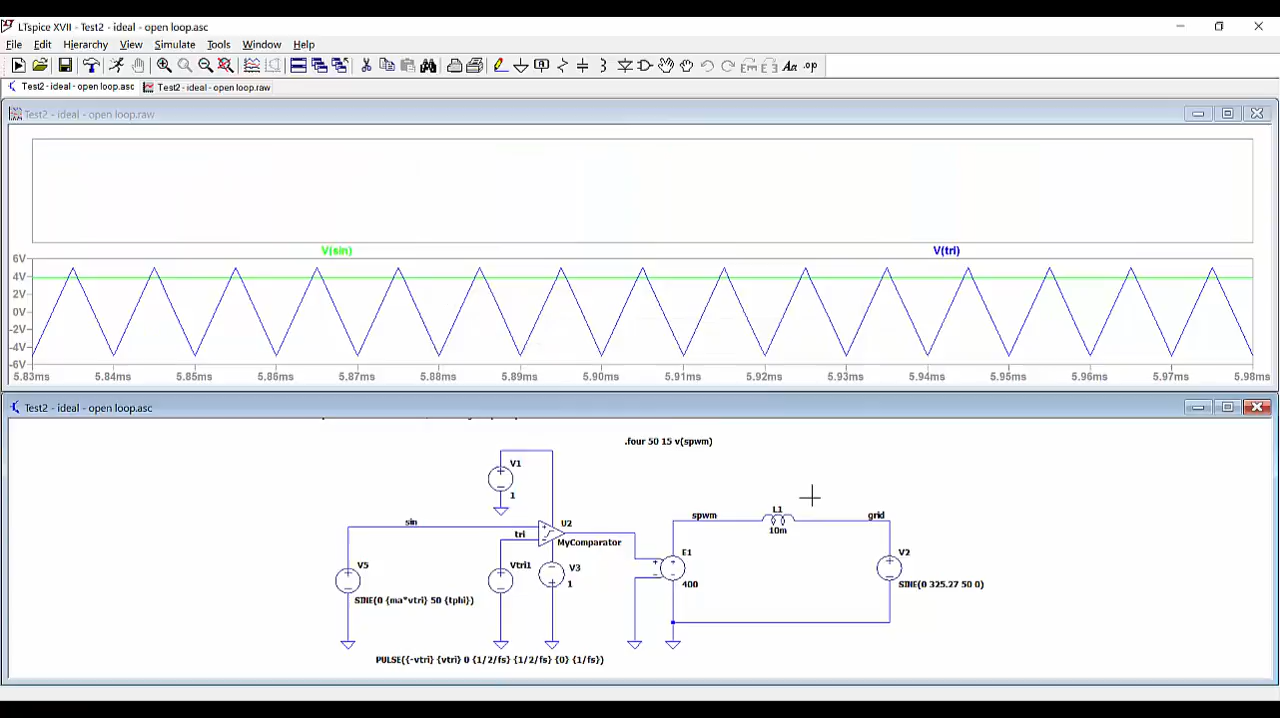 LTspice XVII - Test2 - ideal - open loop.asc
File Edit Hierarchy View Simulate Tools Window Help
Test2 - ideal - open loop.asc Test2 - ideal - open loop.raw
Test2 - ideal - open loop.raw
V(sin) V(tri)
6V
4V
2V
0V
-2V
-4V
-6V
5.83ms 5.84ms 5.85ms 5.86ms 5.87ms 5.88ms 5.89ms 5.90ms 5.91ms 5.92ms 5.93ms 5.94ms 5.95ms 5.96ms 5.97ms 5.98ms
Test2 - ideal - open loop.asc
.four 50 15 v(spwm)
V1
1
sin
tri
U2
MyComparator
spwm
L1
10m
grid
V5
SINE(0 {ma*vtri} 50 {tphi})
Vtri1
V3
1
E1
400
V2
SINE(0 325.27 50 0)
PULSE({-vtri} {vtri} 0 {1/2/fs} {1/2/fs} {0} {1/fs})